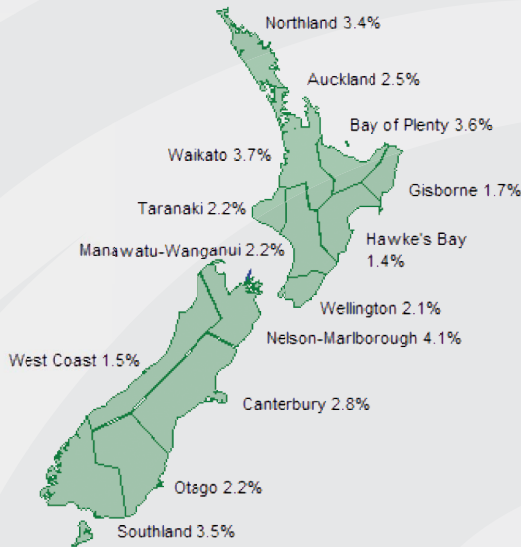 Northland 3.4%
Auckland 2.5%
Bay of Plenty 3.6%
Waikato 3.7%
Gisborne 1.7%
Taranaki 2.2%
Hawke's Bay
1.4%
Manawatu-Wanganui 2.2%
Wellington 2.1%
Nelson-Marlborough 4.1%
West Coast 1.5%
Canterbury 2.8%
Otago 2.2%
Southland 3.5%